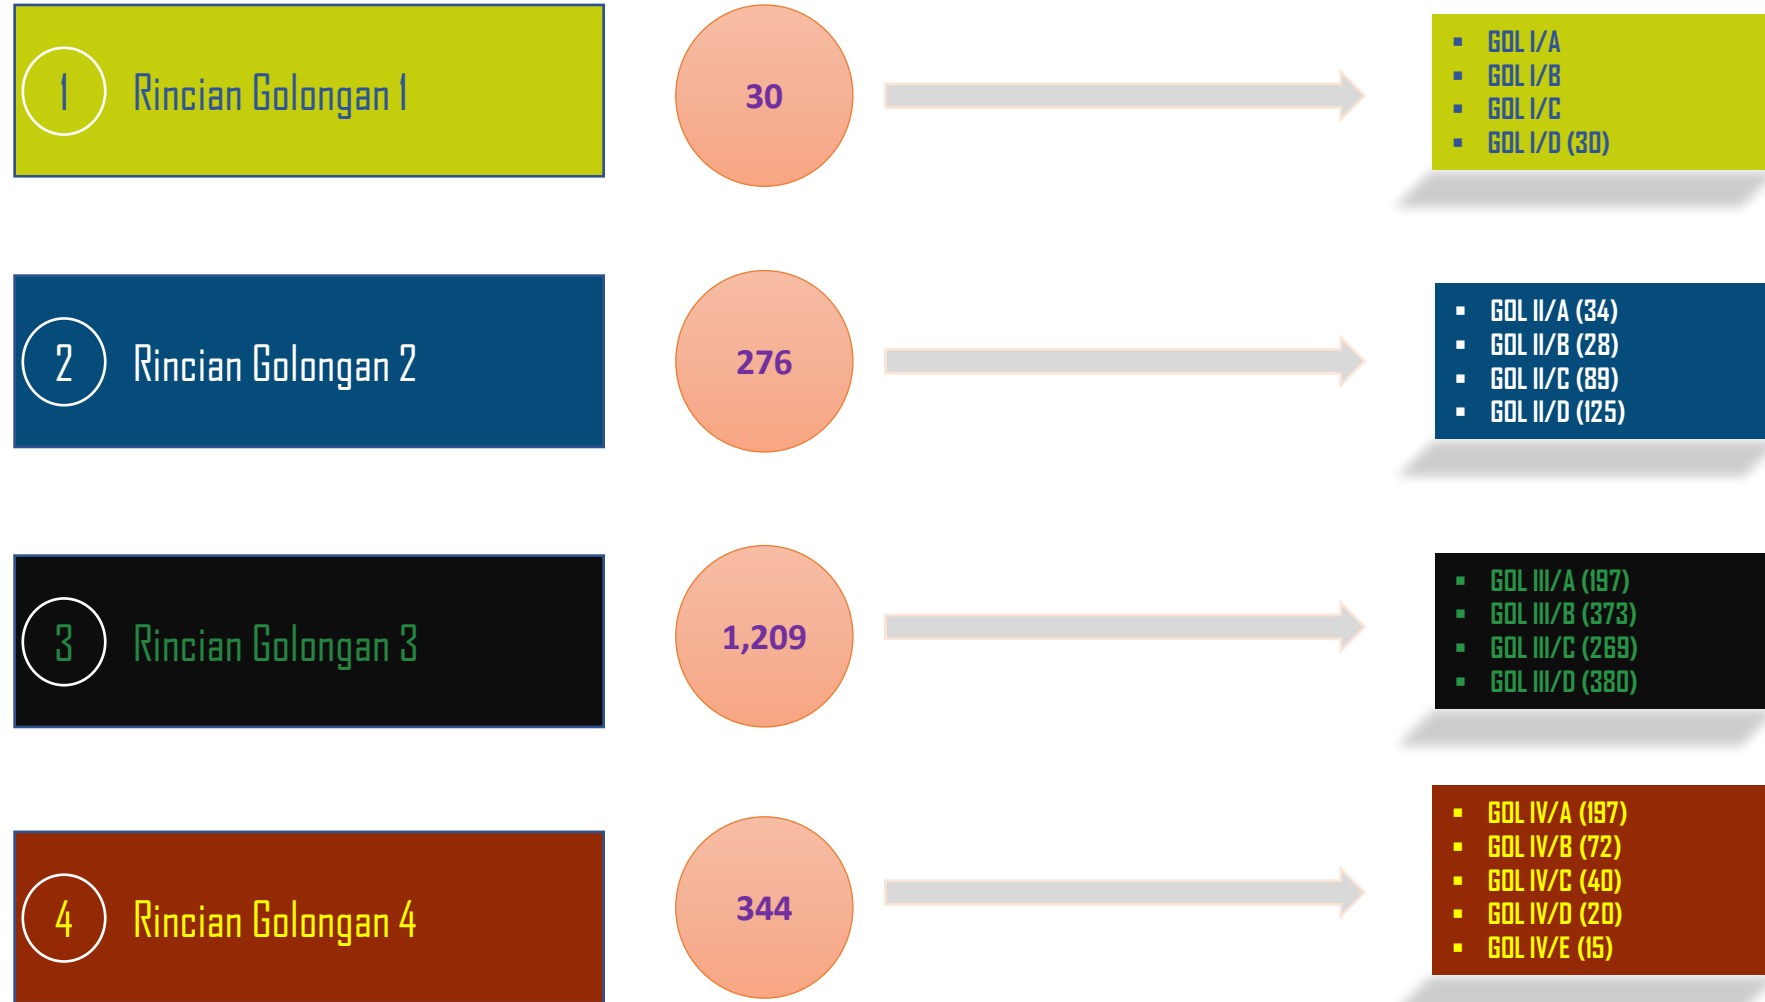 1 Rincian Golongan 1
30
GOL I/A
GOL I/B
GOL I/C
GOL I/D (30)
2 Rincian Golongan 2
276
GOL II/A (34)
GOL II/B (28)
GOL II/C (89)
GOL II/D (125)
3 Rincian Golongan 3
1,209
GOL III/A (197)
GOL III/B (373)
GOL III/C (269)
GOL III/D (380)
4 Rincian Golongan 4
344
GOL IV/A (197)
GOL IV/B (72)
GOL IV/C (40)
GOL IV/D (20)
GOL IV/E (15)